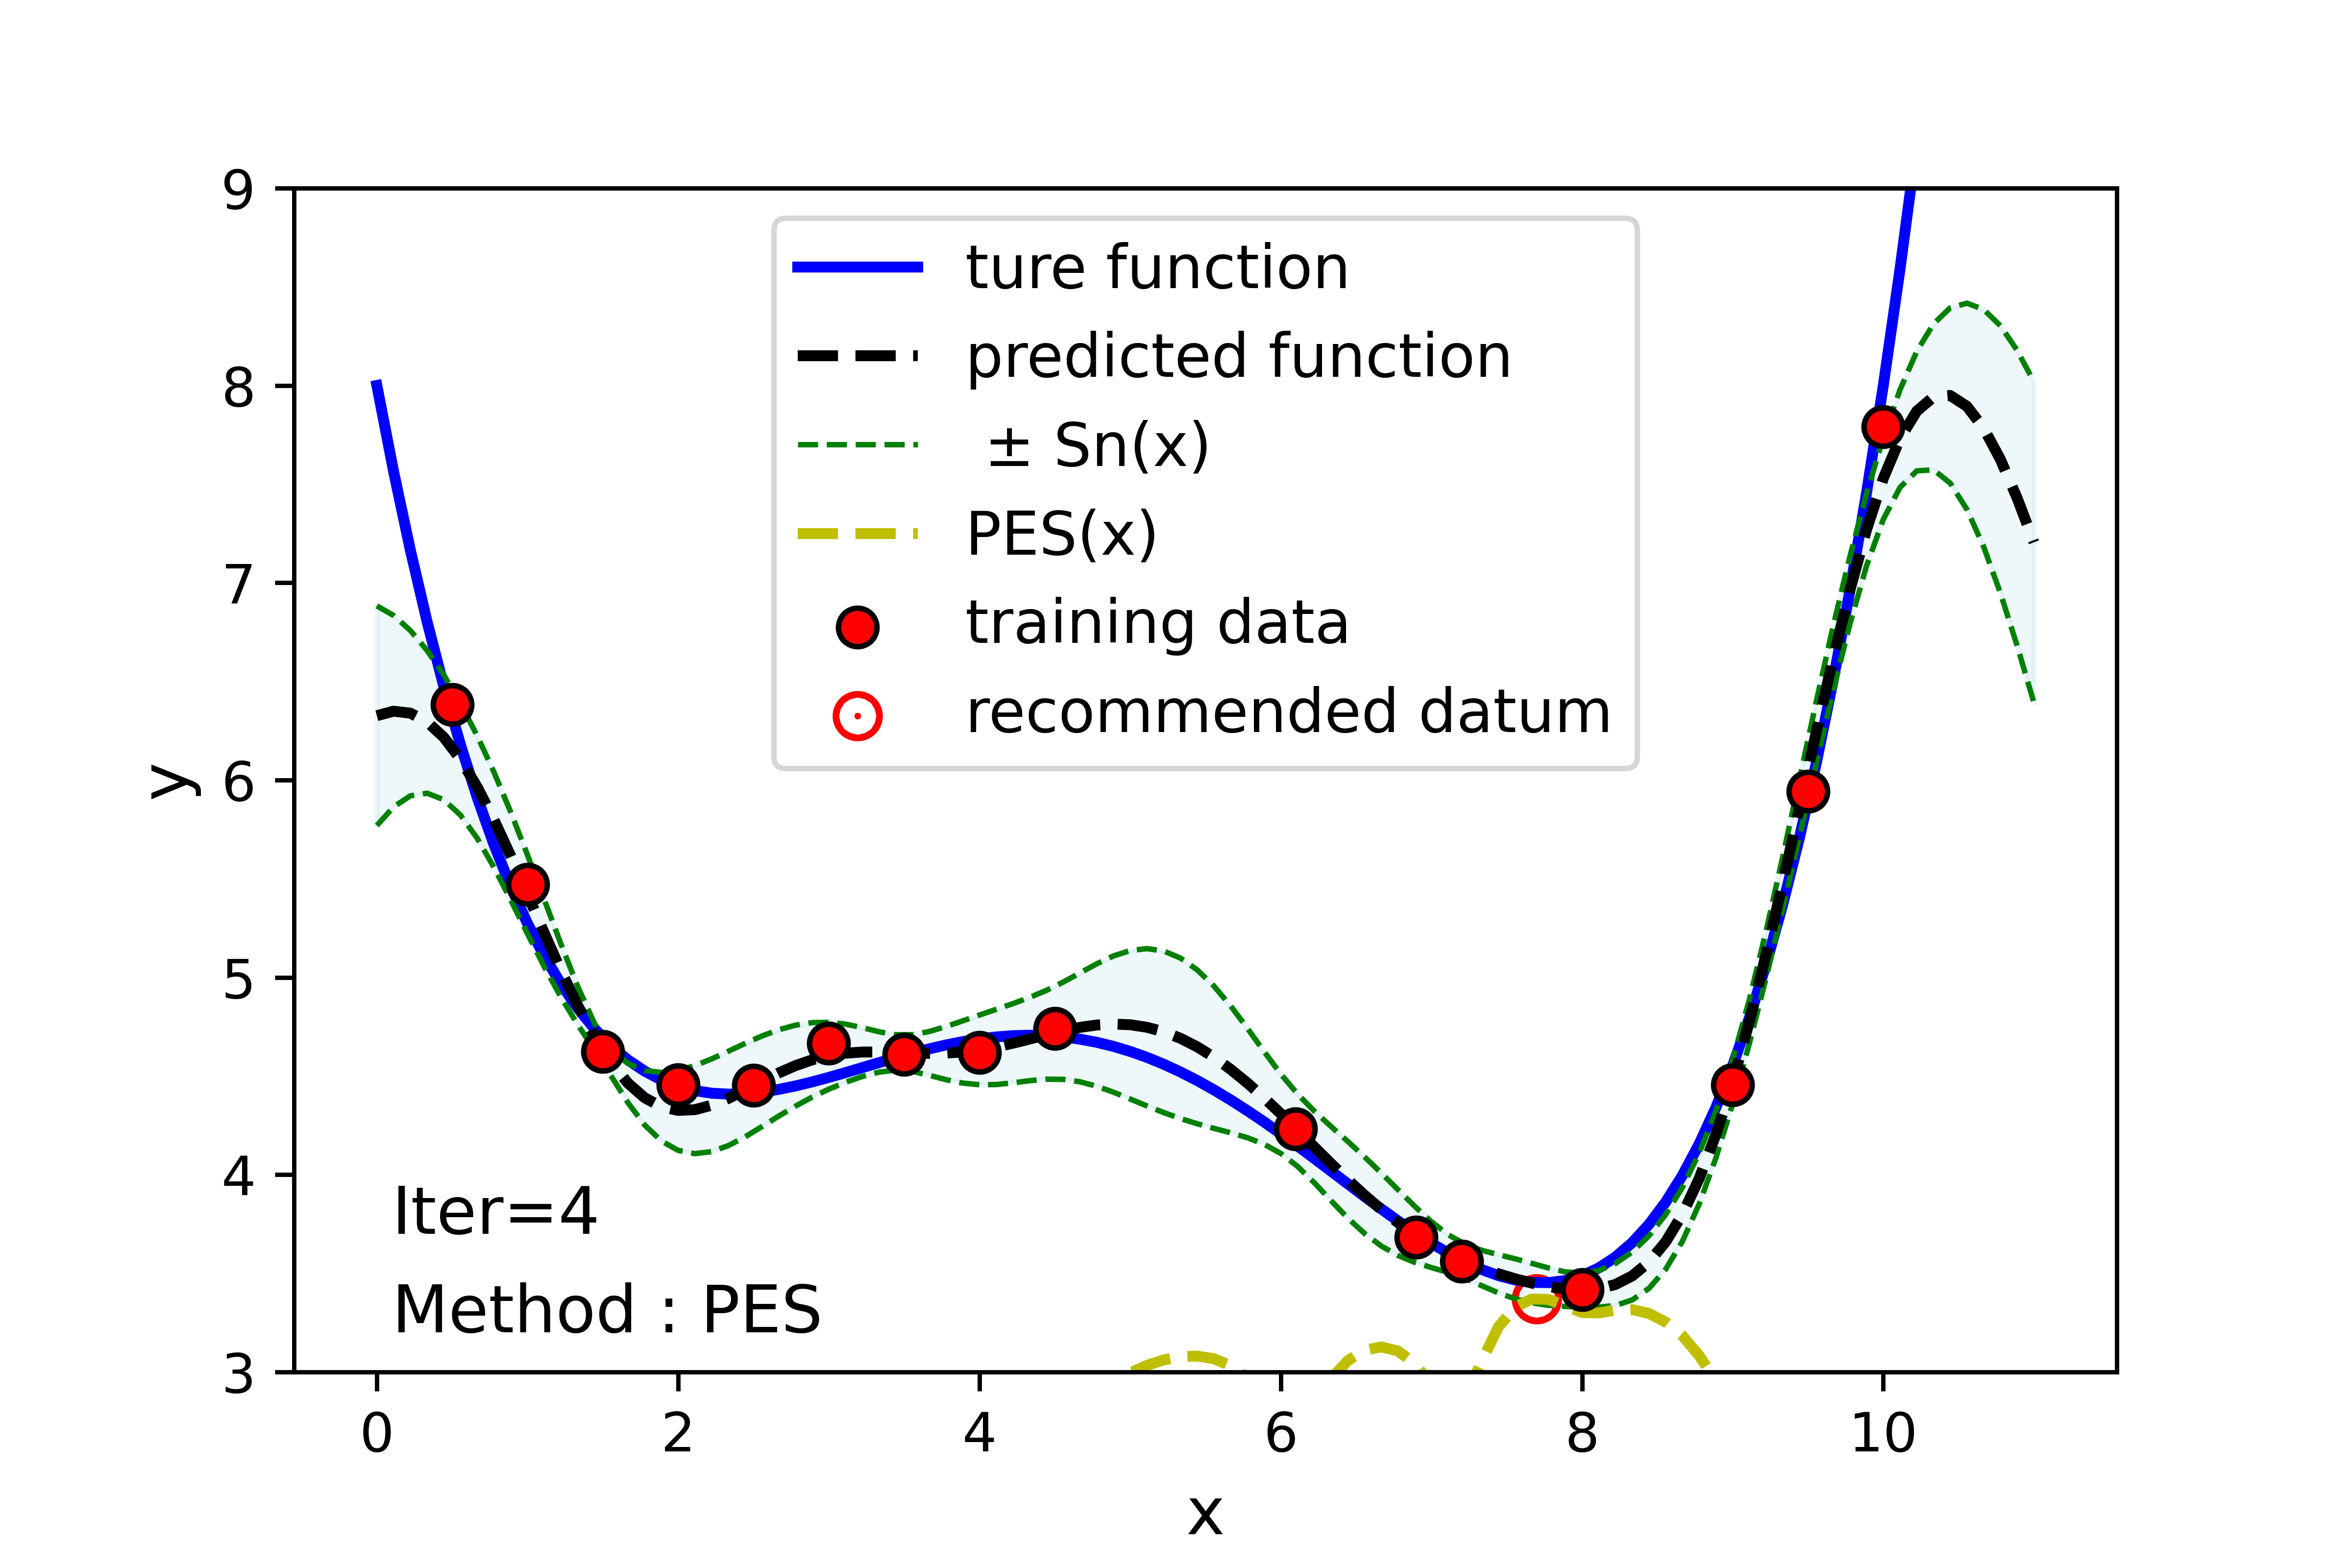 9
8
7
6
5
4
3
y
ture function
predicted function
± Sn(x)
PES(x)
training data
recommended datum
Iter=4
Method : PES
0 2 4 6 8 10
x